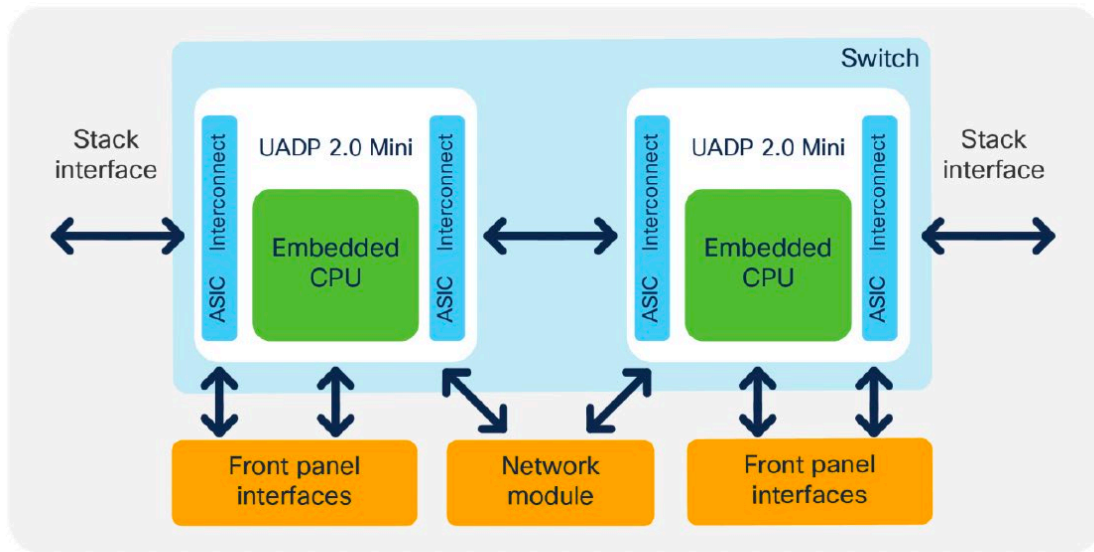 Switch
Stack
interface
ASIC Interconnect
UADP 2.0 Mini
Embedded
CPU
ASIC Interconnect
ASIC Interconnect
UADP 2.0 Mini
Embedded
CPU
ASIC Interconnect
Stack
interface
Front panel
interfaces
Network
module
Front panel
interfaces